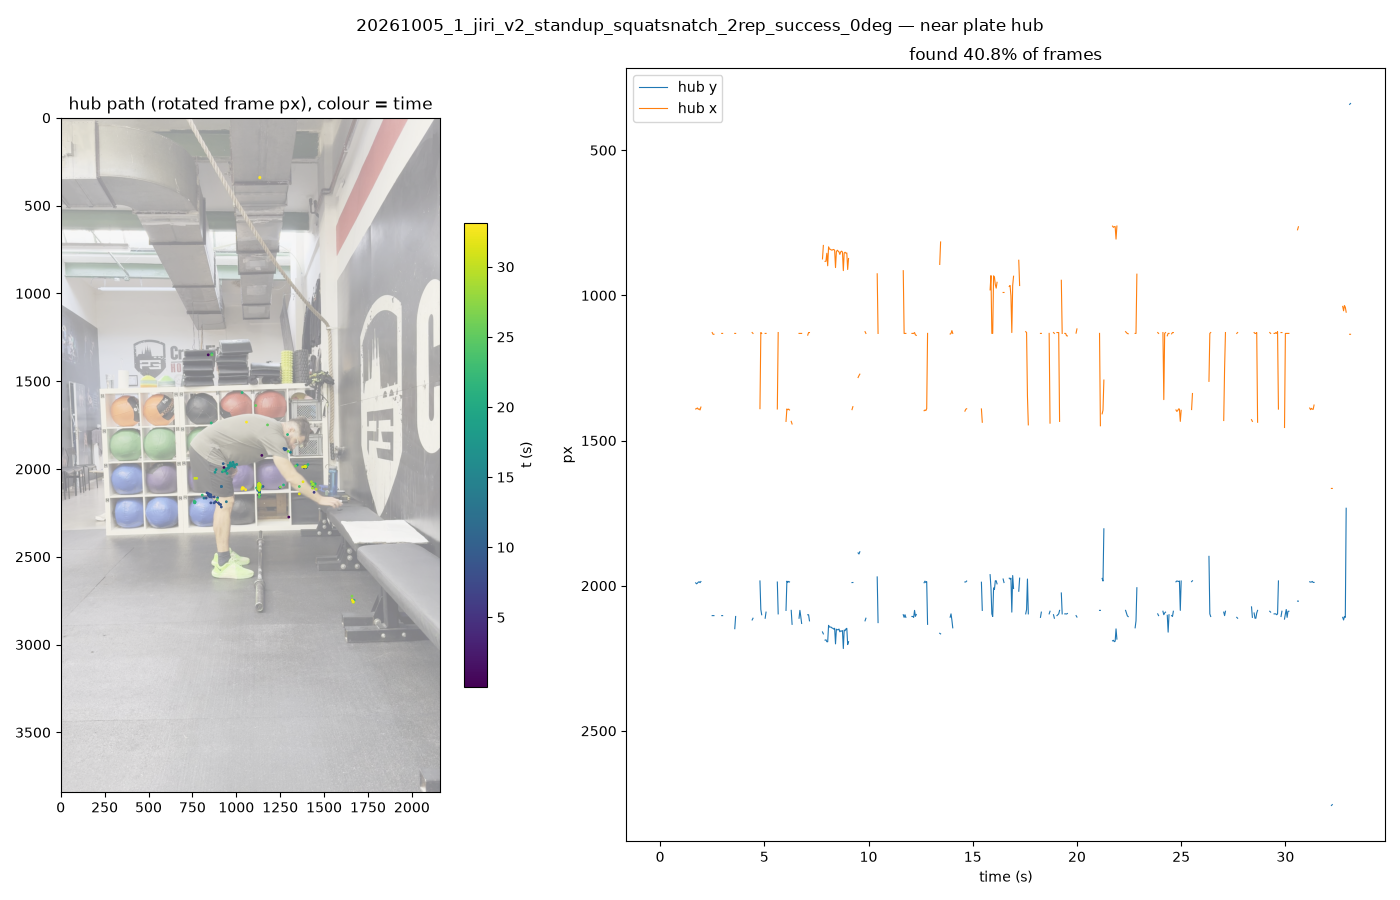 20261005_1_jiri_v2_standup_squatsnatch_2rep_success_0deg — near plate hub
hub path (rotated frame px), colour = time
0
500
1000
1500
2000
2500
3000
3500
0 250 500 750 1000 1250 1500 1750 2000
30
25
20
15
10
5
t (s)
found 40.8% of frames
hub y
hub x
500
1000
1500
2000
2500
px
0 5 10 15 20 25 30
time (s)